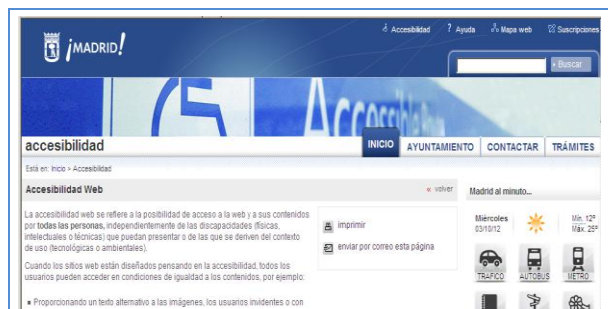 Accesibilidad ? Ayuda Mapa web Suscripciones
¡MADRID!
Buscar
Accessible Route
accesibilidad
INICIO AYUNTAMIENTO CONTACTAR TRÁMITES
Está en: Inicio > Accesibilidad
Accesibilidad Web
« volver
Madrid al minuto...
La accesibilidad web se refiere a la posibilidad de acceso a la web y a sus contenidos
por todas las personas, independientemente de las discapacidades (físicas,
intelectuales o técnicas) que puedan presentar o de las que se deriven del contexto
de uso (tecnológicas o ambientales).
Cuando los sitios web están diseñados pensando en la accesibilidad, todos los
usuarios pueden acceder en condiciones de igualdad a los contenidos, por ejemplo:
Proporcionando un texto alternativo a las imágenes, los usuarios invidentes o con
imprimir
enviar por correo esta página
Miércoles
03/10/12
Mín. 12º
Máx. 25º
TRAFICO AUTOBUS METRO